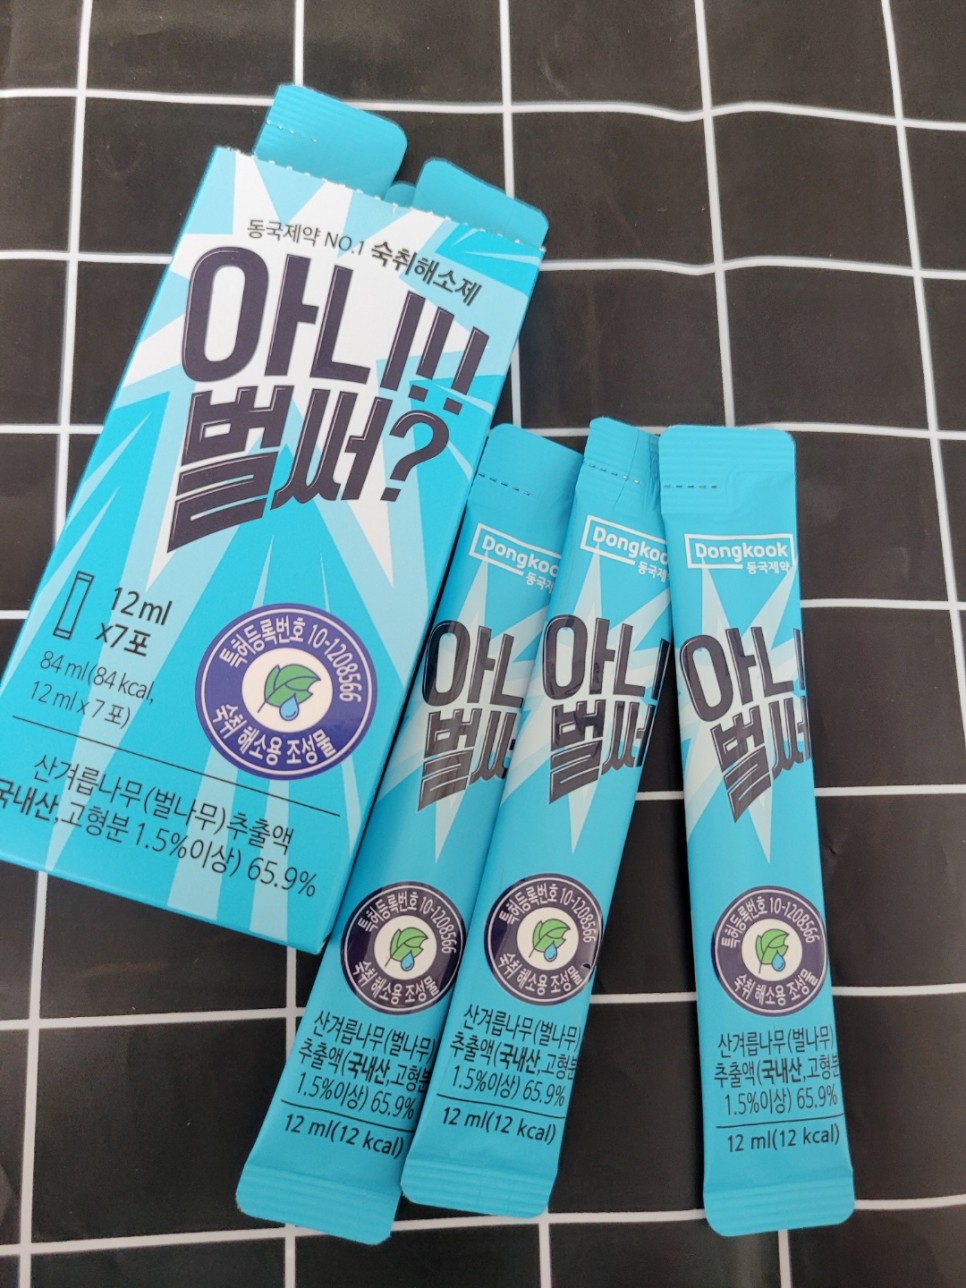 동국제약 NO.1 숙취해소제
아니!!!
벌써?
12 ml
x7포
84 ml(84 kcal,
12 ml x 7 포)
특허등록번호 10-1208566
숙취 해소용 조성물
산겨릅나무(벌나무)추출액
국내산,고형분 1.5%이상) 65.9%
Dongkoo
동국제
아니
벌써
특허등록번호 10-1208566
숙취 해소용 조성물
산겨릅나무(벌나무)
추출액(국내산,고형분
1.5%이상) 65.9%
12 ml(12 kcal)
Dongkook
동국제약
아니
벌써
특허등록번호 10-1208566
숙취 해소용 조성물
산겨릅나무(벌나무)
추출액(국내산,고형분
1.5%이상) 65.9%
12 ml(12 kcal)
Dongkook
동국제약
아니!
벌써
특허등록번호 10-1208566
숙취 해소용 조성물
산겨릅나무(벌나무)
추출액(국내산,고형분
1.5%이상) 65.9%
12 ml(12 kcal)